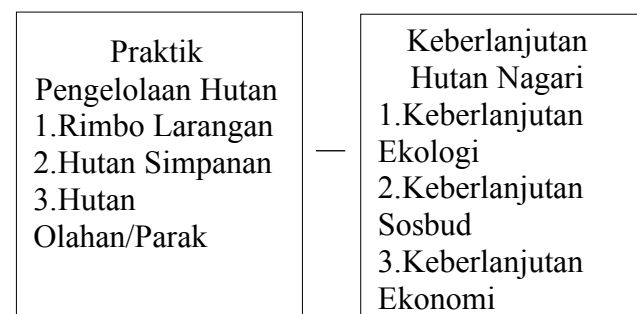 Praktik
Pengelolaan Hutan
1.Rimbo Larangan
2.Hutan Simpanan
3.Hutan
Olahan/Parak
Keberlanjutan
Hutan Nagari
1.Keberlanjutan
Ekologi
2.Keberlanjutan
Sosbud
3.Keberlanjutan
Ekonomi